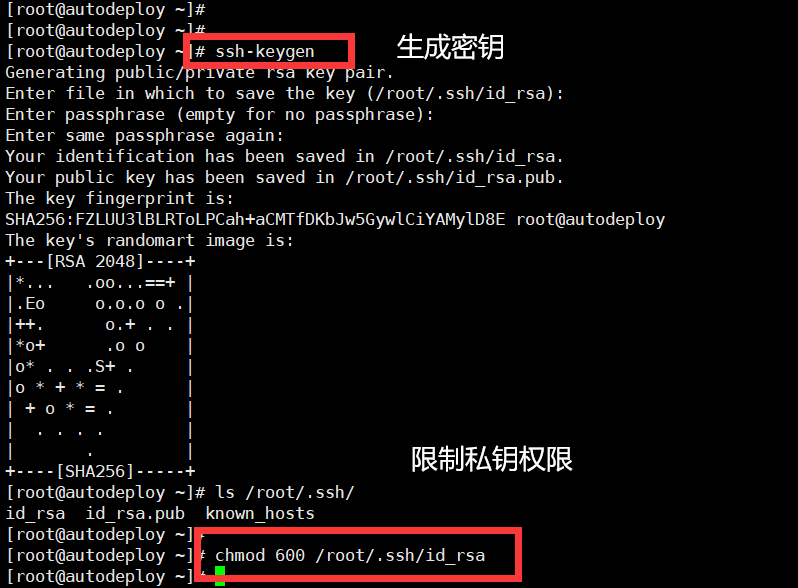 [root@autodeploy ~]#
[root@autodeploy ~]#
[root@autodeploy ~]# ssh-keygen 生成密钥
Generating public/private rsa key pair.
Enter file in which to save the key (/root/.ssh/id_rsa):
Enter passphrase (empty for no passphrase):
Enter same passphrase again:
Your identification has been saved in /root/.ssh/id_rsa.
Your public key has been saved in /root/.ssh/id_rsa.pub.
The key fingerprint is:
SHA256:FZLUU3lBLRToLPCah+aCMTfDKbJw5GywlCiYAMylD8E root@autodeploy
The key's randomart image is:
+---[RSA 2048]----+
|*...   .oo...==+ |
|.Eo     o.o.o o .|
|++.      o.+ . . |
|*o+      .o o    |
|o* . . .S+ .     |
|o * + * = .      |
| + o * = .       |
|  . . . .        |
|       .         |
+----[SHA256]-----+
限制私钥权限
[root@autodeploy ~]# ls /root/.ssh/
id_rsa  id_rsa.pub  known_hosts
[root@autodeploy ~]#
[root@autodeploy ~]# chmod 600 /root/.ssh/id_rsa
[root@autodeploy ~]#